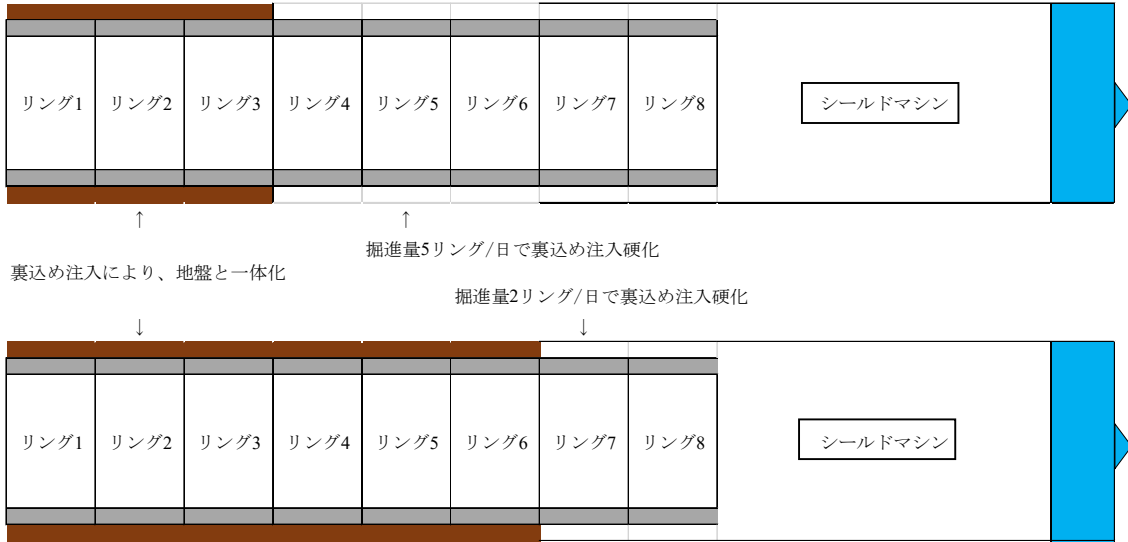 リング1 リング2 リング3 リング4 リング5 リング6 リング7 リング8 シールドマシン
↑ ↑
掘進量5リング/日で裏込め注入硬化
裏込め注入により、地盤と一体化
掘進量2リング/日で裏込め注入硬化
↓ ↓
リング1 リング2 リング3 リング4 リング5 リング6 リング7 リング8 シールドマシン